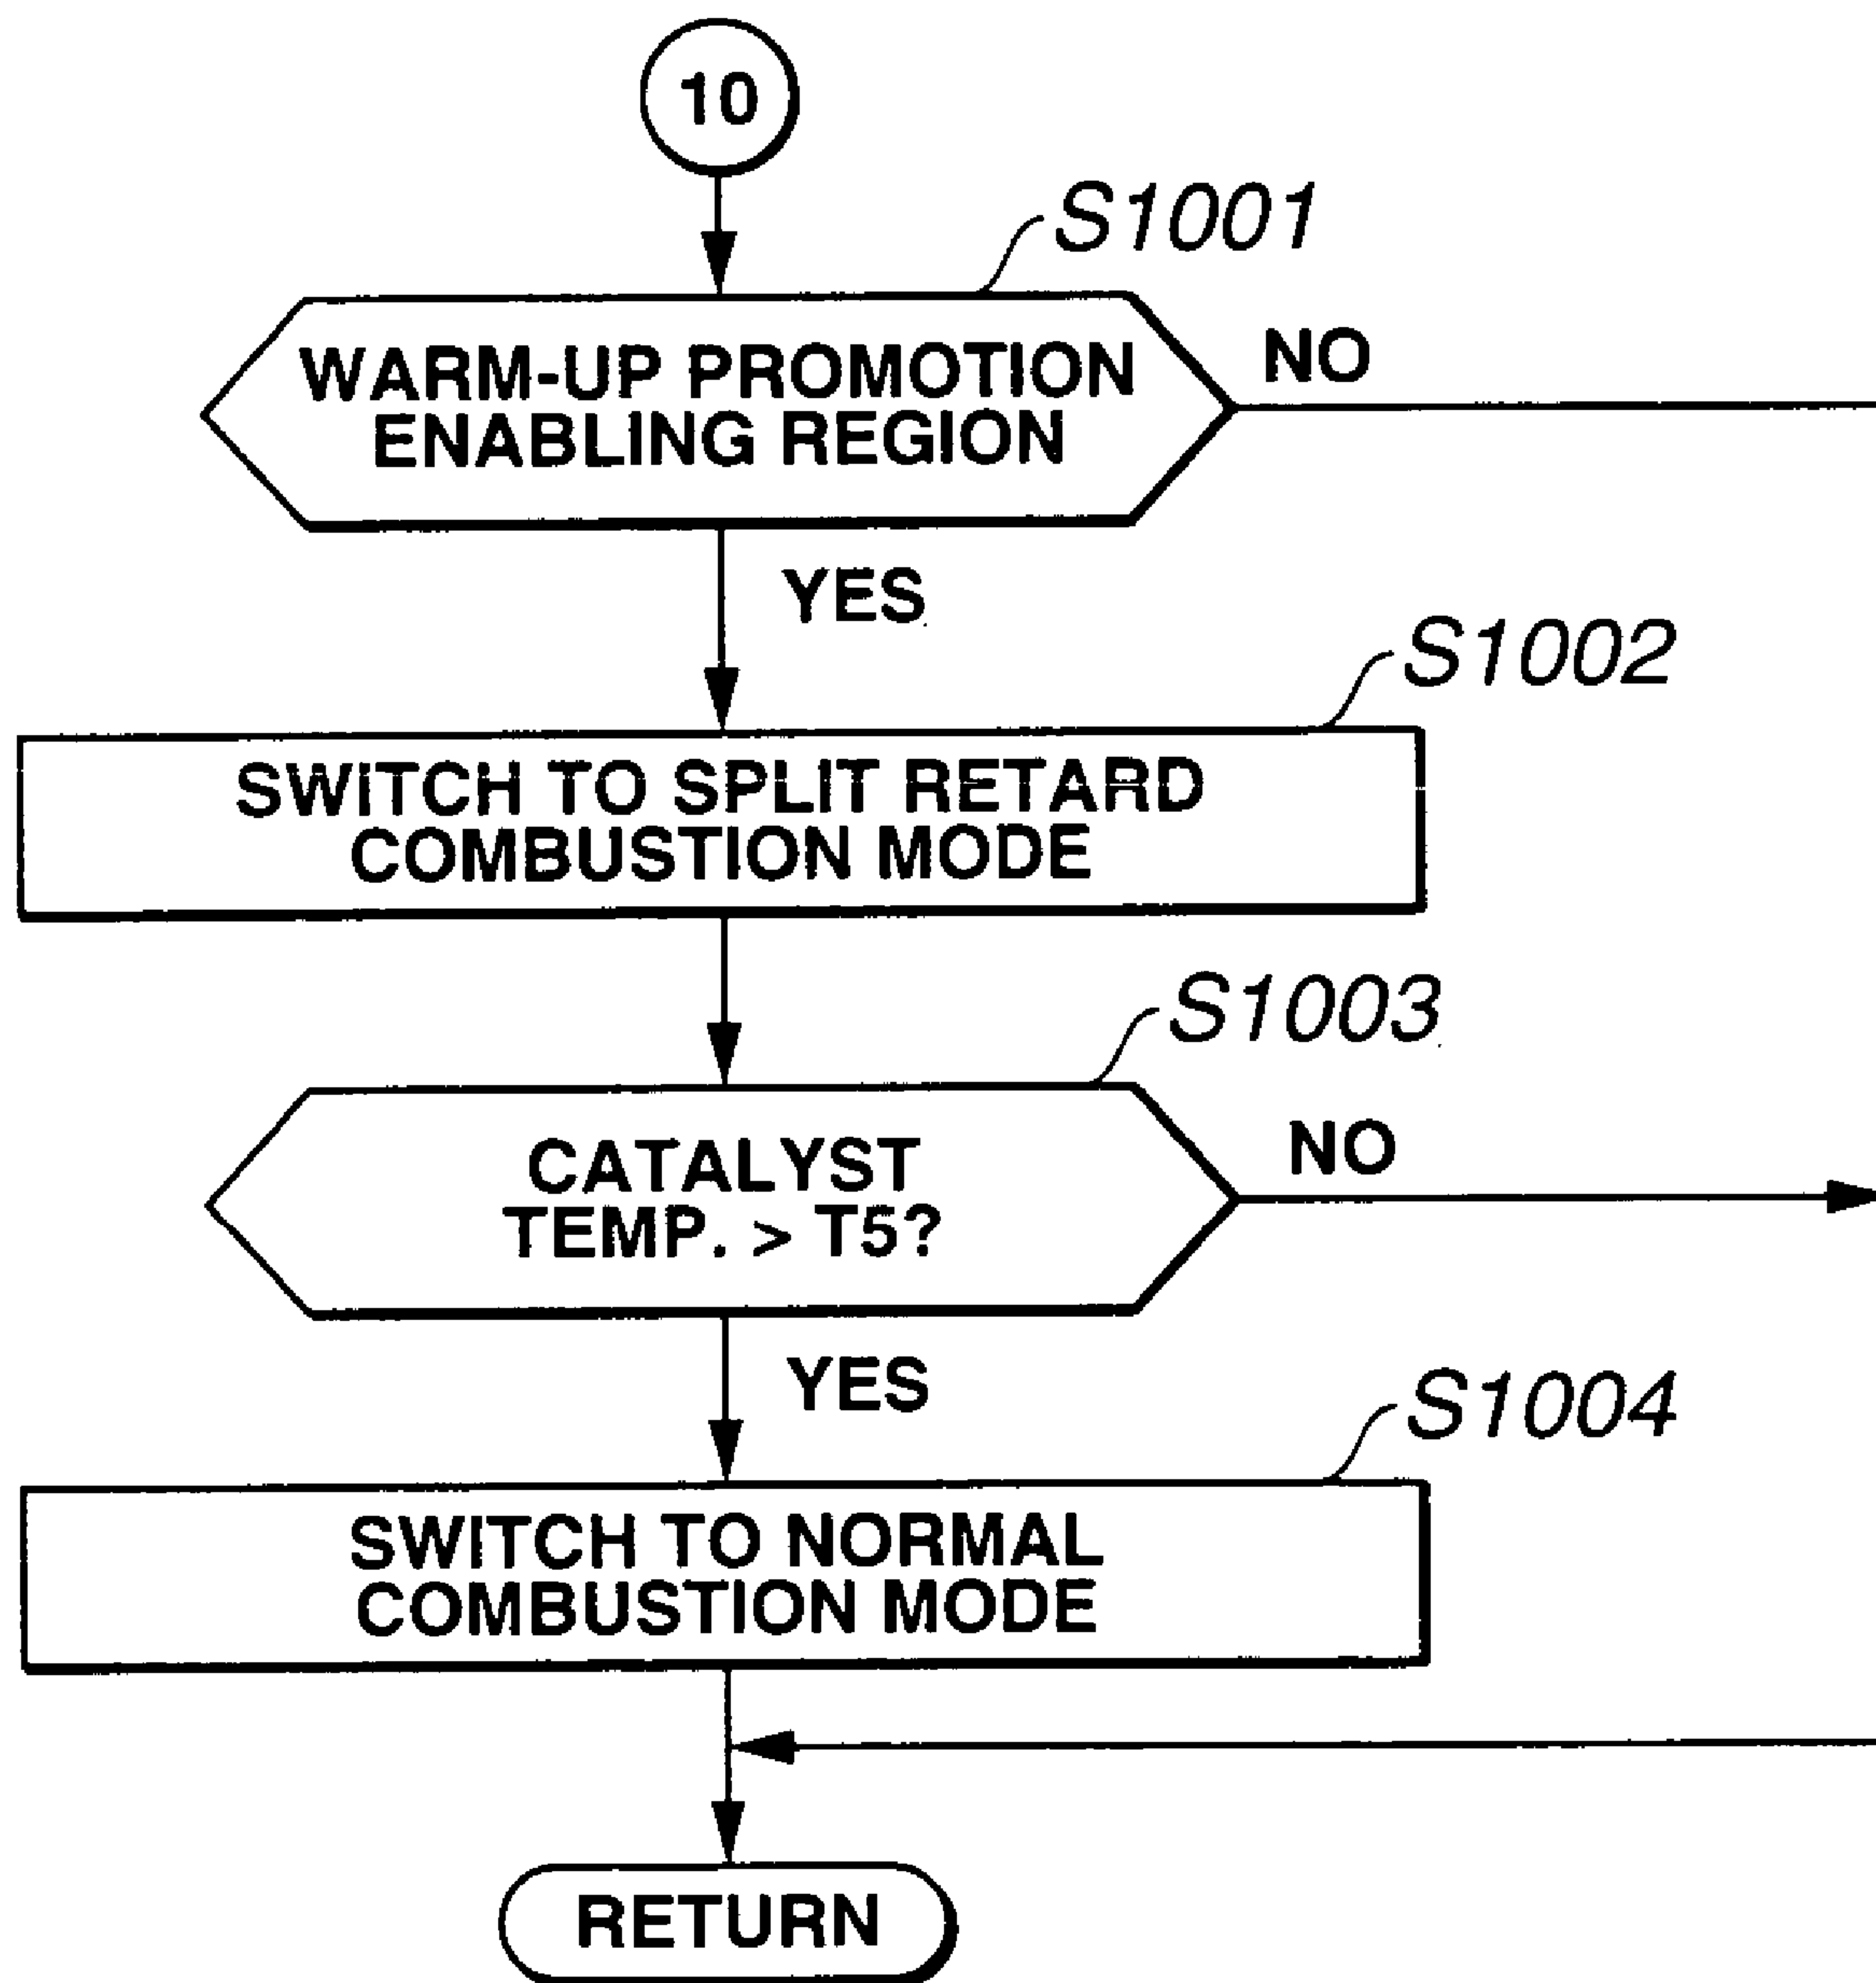 10
S1001
WARM-UP PROMOTION
ENABLING REGION
NO
YES
S1002
SWITCH TO SPLIT RETARD
COMBUSTION MODE
S1003
CATALYST
TEMP. > T5?
NO
YES
S1004
SWITCH TO NORMAL
COMBUSTION MODE
RETURN